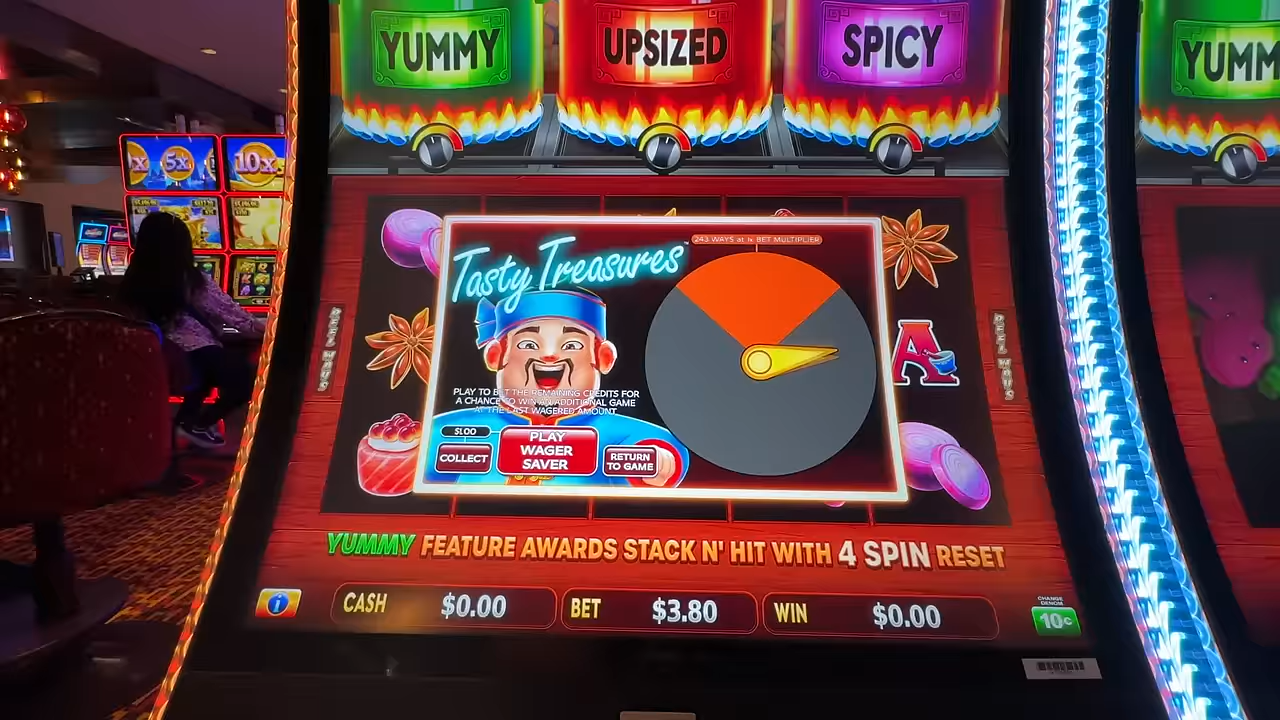 YUMMY
UPSIZED
SPICY
YUMM
5x
10x
Tasty Treasures™
243 WAYS at 1x BET MULTIPLIER
REEL WAYS
REEL WAYS
A
PLAY TO BET THE REMAINING CREDITS FOR
A CHANCE TO WIN AN ADDITIONAL GAME
AT THE LAST WAGERED AMOUNT.
$1.00
COLLECT
PLAY
WAGER
SAVER
RETURN
TO GAME
YUMMY FEATURE AWARDS STACK N' HIT WITH 4 SPIN RESET
CASH $0.00
BET $3.80
WIN $0.00
CHANGE
DENOM
10¢